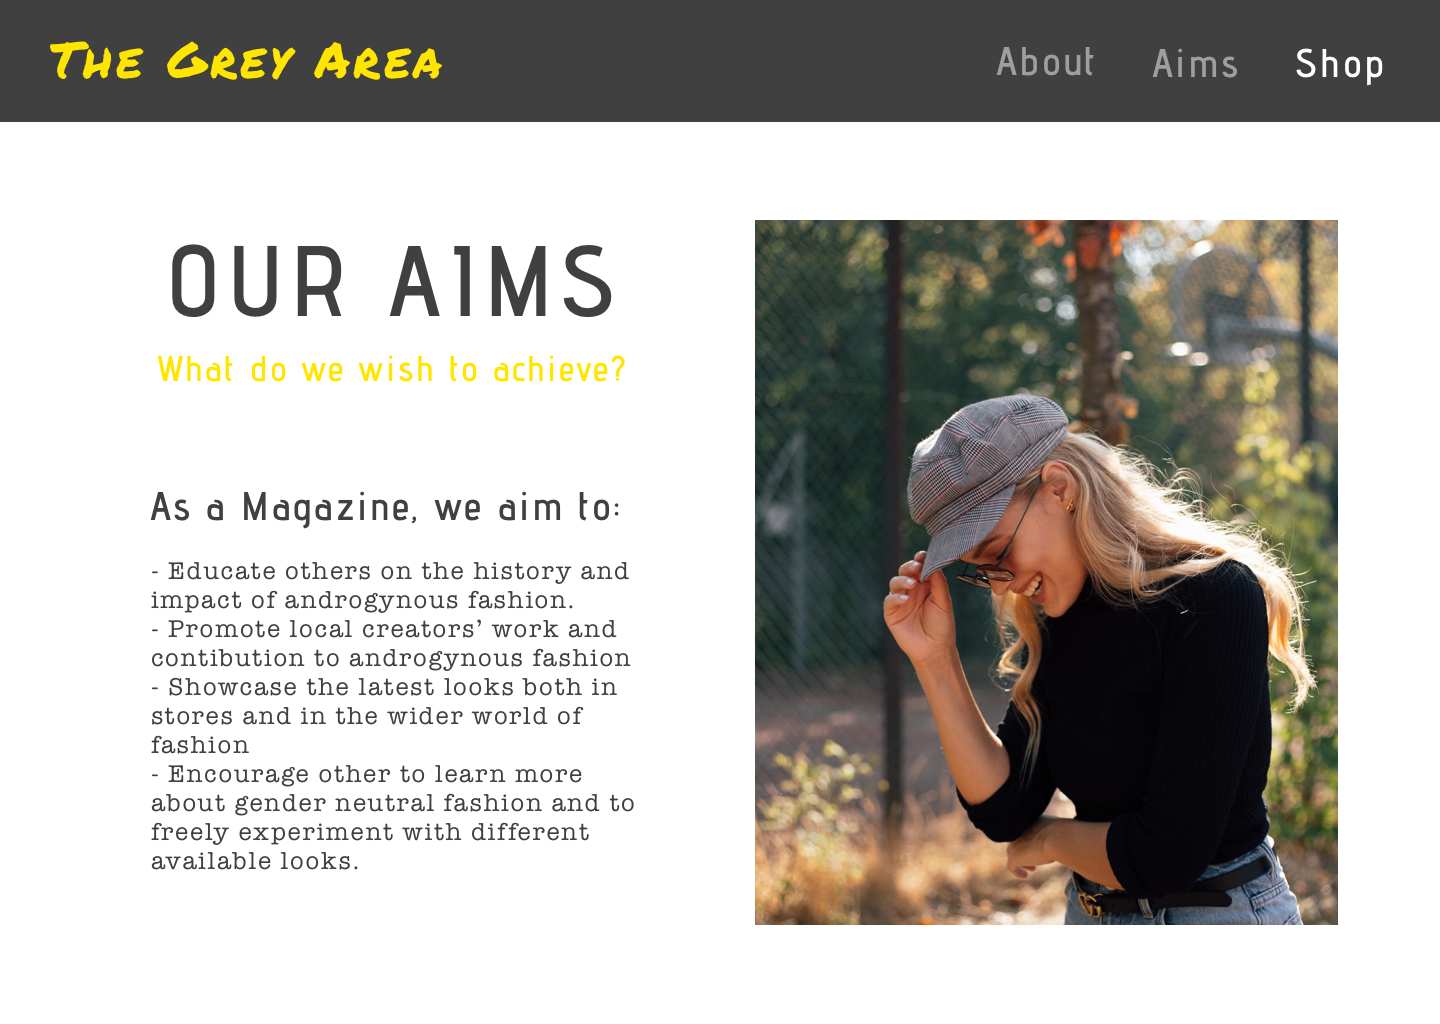 The Grey Area
About
Aims
Shop
OUR AIMS
What do we wish to achieve?
As a Magazine, we aim to:
- Educate others on the history and
impact of androgynous fashion.
- Promote local creators’ work and
contibution to androgynous fashion
- Showcase the latest looks both in
stores and in the wider world of
fashion
- Encourage other to learn more
about gender neutral fashion and to
freely experiment with different
available looks.